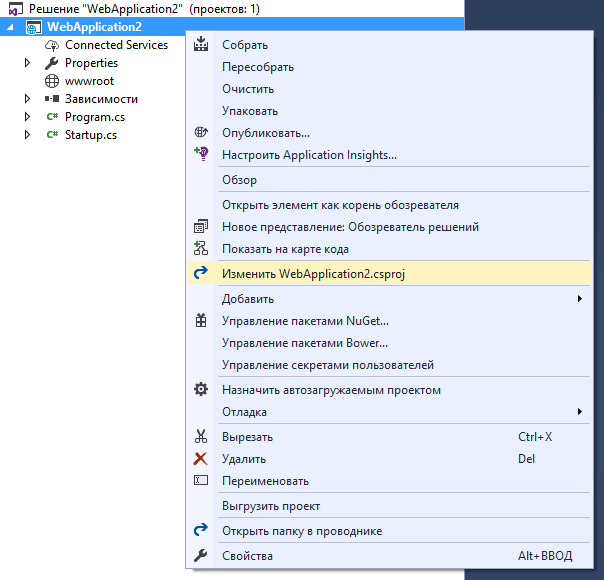 Решение "WebApplication2" (проектов: 1)
WebApplication2
Connected Services
Properties
wwwroot
Зависимости
C# Program.cs
C# Startup.cs
Собрать
Пересобрать
Очистить
Упаковать
Опубликовать...
Настроить Application Insights...
Обзор
Открыть элемент как корень обозревателя
Новое представление: Обозреватель решений
Показать на карте кода
Изменить WebApplication2.csproj
Добавить
Управление пакетами NuGet...
Управление пакетами Bower...
Управление секретами пользователей
Назначить автозагружаемым проектом
Отладка
Вырезать Ctrl+X
Удалить Del
Переименовать
Выгрузить проект
Открыть папку в проводнике
Свойства Alt+ВВОД